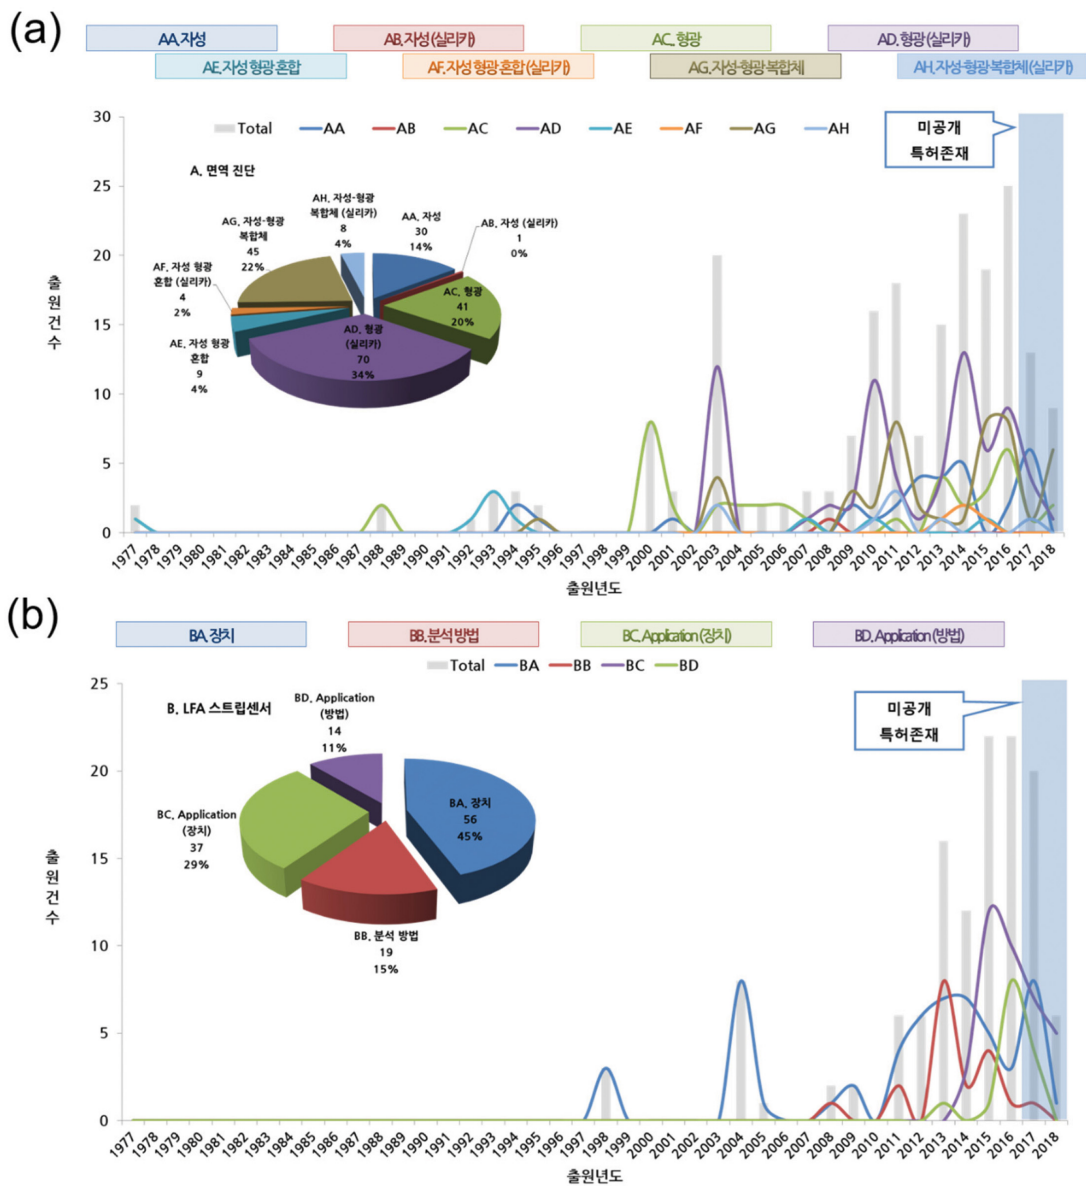 (a)
AA. 자성
AB. 자성 (실리카)
AC. 형광
AD. 형광 (실리카)
AE. 자성 형광 혼합
AF. 자성 형광 혼합 (실리카)
AG. 자성-형광 복합체
AH. 자성-형광 복합체 (실리카)
Total AA AB AC AD AE AF AG AH
미공개
특허존재
A. 면역 진단
AH. 자성-형광
복합체 (실리카)
8
4%
AA. 자성
30
14%
AB. 자성 (실리카)
1
0%
AG. 자성-형광
복합체
45
22%
AF. 자성 형광
혼합 (실리카)
4
2%
AC. 형광
41
20%
AD. 형광
(실리카)
70
34%
AE. 자성 형광
혼합
9
4%
출원건수
30
25
20
15
10
5
0
1977 1978 1979 1980 1981 1982 1983 1984 1985 1986 1987 1988 1989 1990 1991 1992 1993 1994 1995 1996 1997 1998 1999 2000 2001 2002 2003 2004 2005 2006 2007 2008 2009 2010 2011 2012 2013 2014 2015 2016 2017 2018
출원년도
(b)
BA. 장치
BB. 분석 방법
BC. Application (장치)
BD. Application (방법)
Total BA BB BC BD
미공개
특허존재
B. LFA 스트립센서
BD. Application
(방법)
14
11%
BA. 장치
56
45%
BC. Application
(장치)
37
29%
BB. 분석 방법
19
15%
출원건수
25
20
15
10
5
0
1977 1978 1979 1980 1981 1982 1983 1984 1985 1986 1987 1988 1989 1990 1991 1992 1993 1994 1995 1996 1997 1998 1999 2000 2001 2002 2003 2004 2005 2006 2007 2008 2009 2010 2011 2012 2013 2014 2015 2016 2017 2018
출원년도